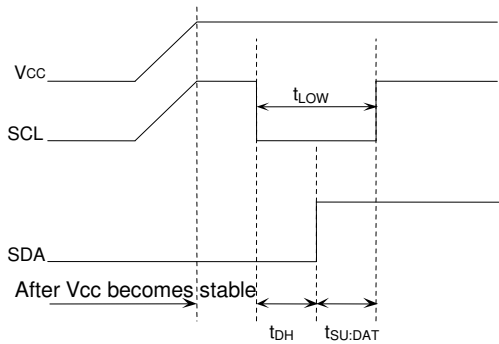 Vcc
tLOW
SCL
SDA
After Vcc becomes stable
tDH tSU:DAT